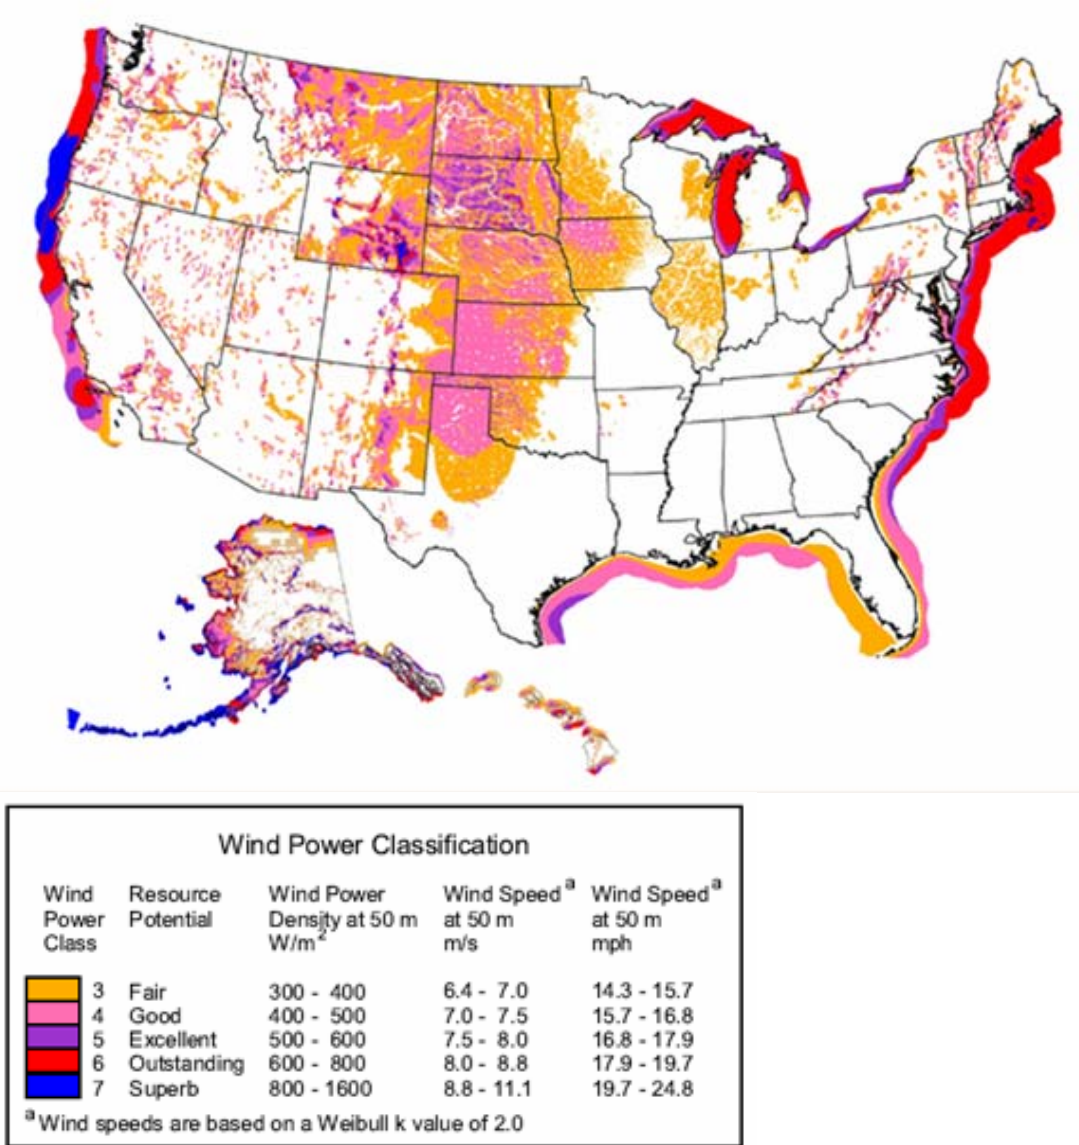 Wind Power Classification
Wind Resource Wind Power Wind Speed a Wind Speed a
Power Potential Density at 50 m at 50 m at 50 m
Class W/m2 m/s mph
3 Fair 300 - 400 6.4 - 7.0 14.3 - 15.7
4 Good 400 - 500 7.0 - 7.5 15.7 - 16.8
5 Excellent 500 - 600 7.5 - 8.0 16.8 - 17.9
6 Outstanding 600 - 800 8.0 - 8.8 17.9 - 19.7
7 Superb 800 - 1600 8.8 - 11.1 19.7 - 24.8
a Wind speeds are based on a Weibull k value of 2.0